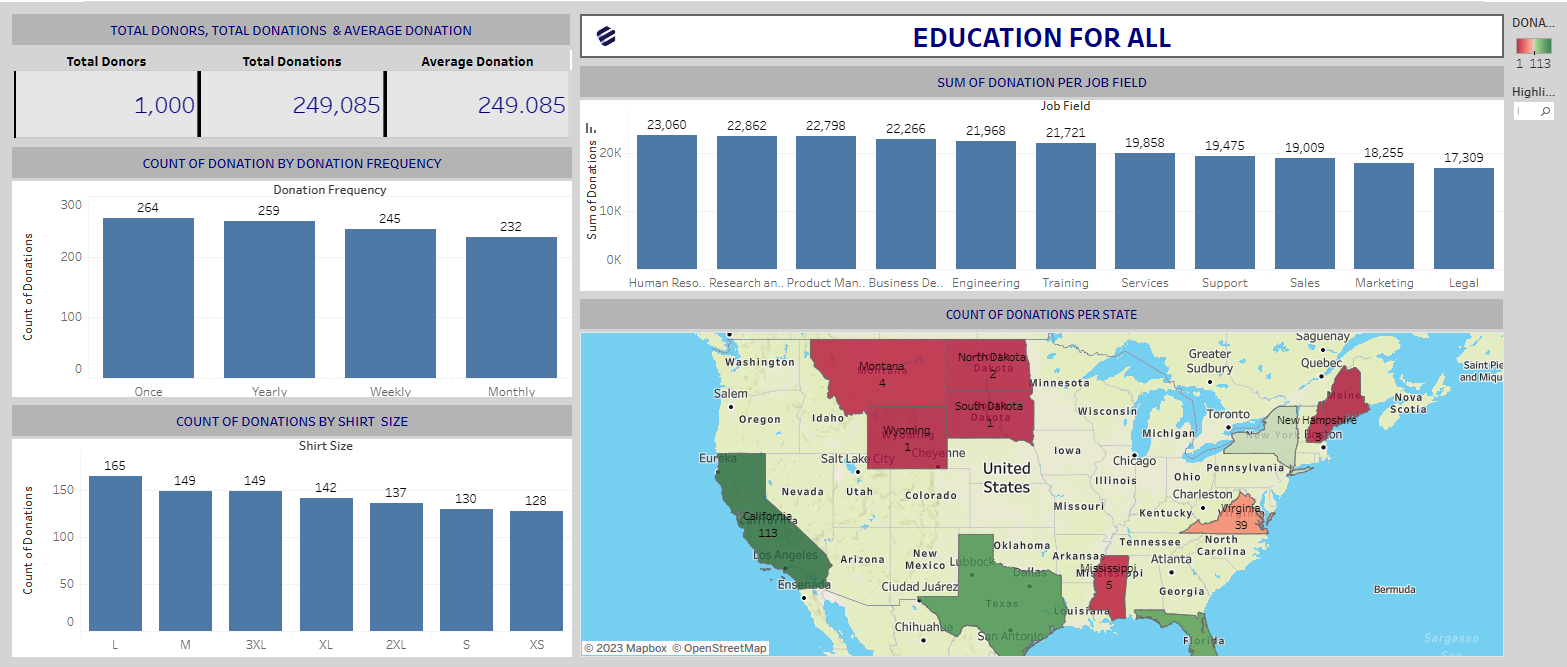 TOTAL DONORS, TOTAL DONATIONS & AVERAGE DONATION
Total Donors Total Donations Average Donation
1,000 249,085 249.085
COUNT OF DONATION BY DONATION FREQUENCY
Donation Frequency
Count of Donations
300
200
100
0
264 259 245 232
Once Yearly Weekly Monthly
COUNT OF DONATIONS BY SHIRT SIZE
Shirt Size
Count of Donations
150
100
50
0
165 149 149 142 137 130 128
L M 3XL XL 2XL S XS
EDUCATION FOR ALL
SUM OF DONATION PER JOB FIELD
Job Field
Sum of Donations
20K
10K
0K
23,060 22,862 22,798 22,266 21,968 21,721 19,858 19,475 19,009 18,255 17,309
Human Reso.. Research an.. Product Man.. Business De.. Engineering Training Services Support Sales Marketing Legal
COUNT OF DONATIONS PER STATE
Washington
Montana
Montana
4
North Dakota
Dakota
2
Minnesota
Salem
Oregon
Idaho
South Dakota
Dakota
1
Wyoming
Wyoming
1
Cheyenne
Wisconsin
Michigan
Greater
Sudbury
Saguenay
Quebec
Saint Pie
and Miqu
Maine
Nova
Scotia
Toronto
New Hampshire
3
New York
Boston
Eureka
Salt Lake City
Nevada
Utah
Colorado
United
States
Iowa
Chicago
Illinois
Ohio
Pennsylvania
Missouri
Charleston
Kentucky
Virginia
Virginia
39
California
California
113
Los Angeles
Ensenada
Arizona
New
Mexico
Oklahoma
Arkansas
Tennessee
North
Carolina
Lubbock
Dallas
Mississippi
Mississippi
5
Atlanta
Georgia
Bermuda
Ciudad Juárez
Texas
Louisiana
Chihuahua
San Antonio
Florida
Sargasso
Sea
© 2023 Mapbox © OpenStreetMap
DONA...
1 113
Highli...